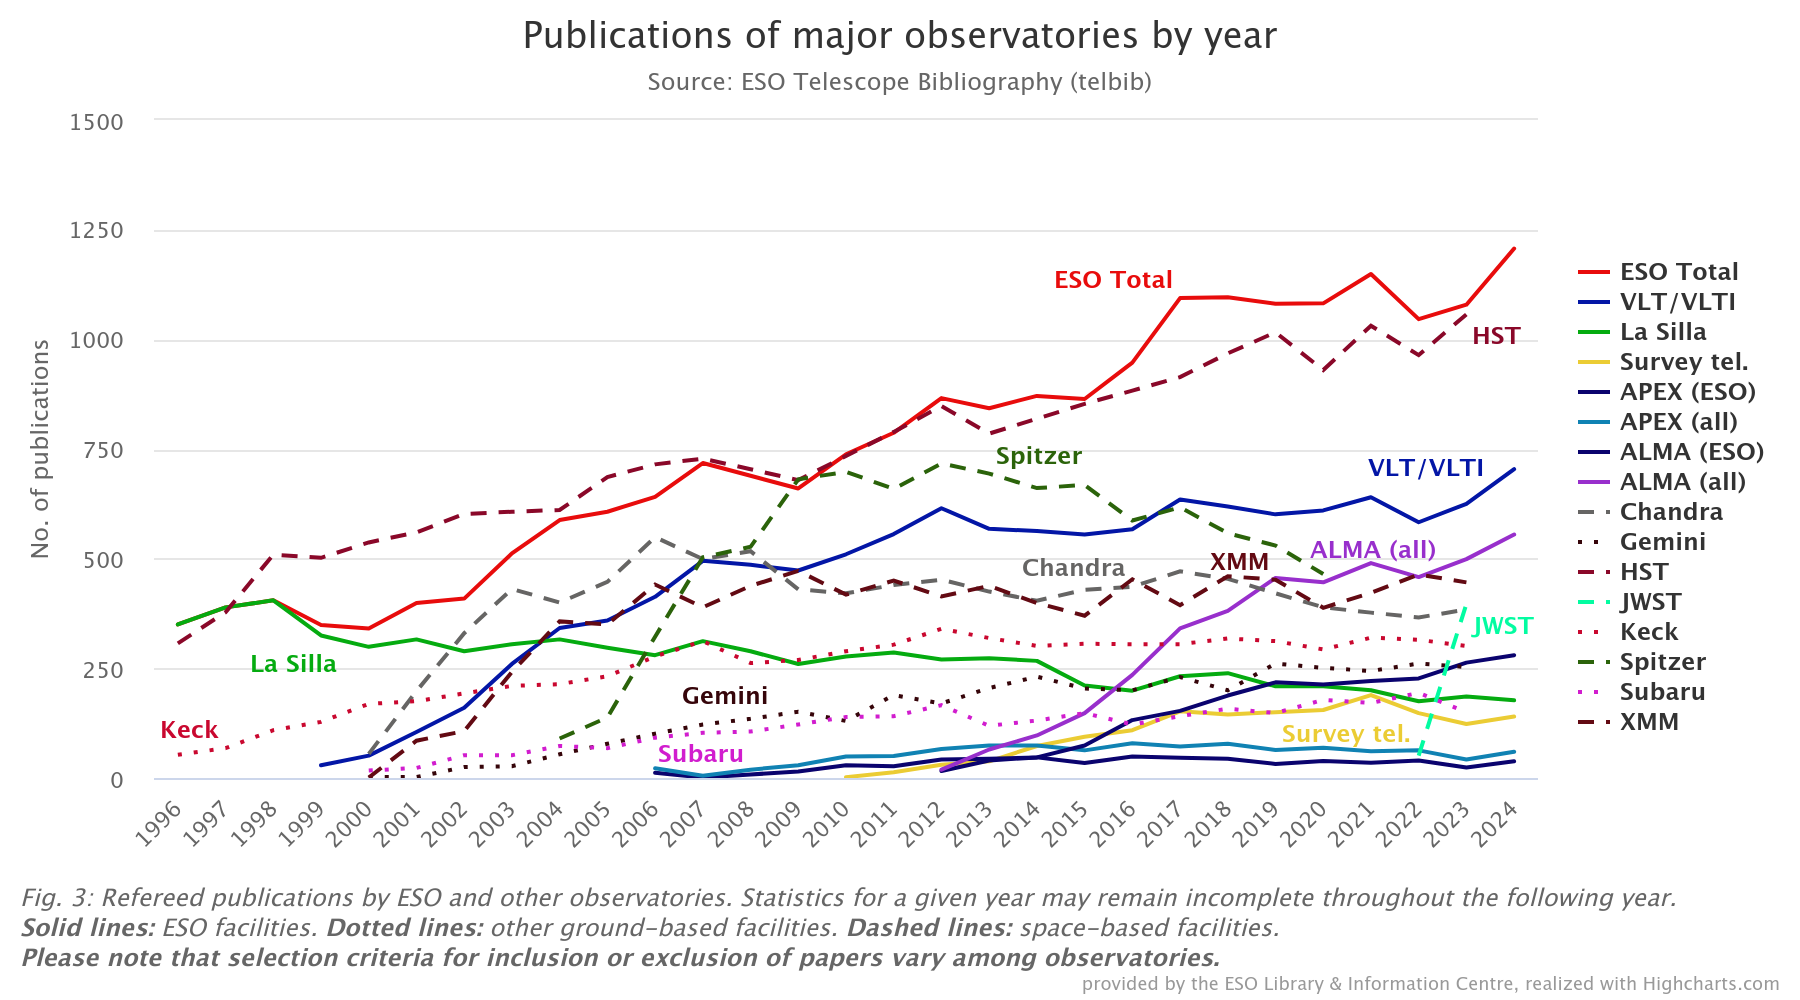 Publications of major observatories by year
Source: ESO Telescope Bibliography (telbib)
No. of publications
1500
1250
1000
750
500
250
0
ESO Total
HST
Spitzer
VLT/VLTI
Chandra
XMM
ALMA (all)
JWST
La Silla
Gemini
Keck
Subaru
Survey tel.
1996
1997
1998
1999
2000
2001
2002
2003
2004
2005
2006
2007
2008
2009
2010
2011
2012
2013
2014
2015
2016
2017
2018
2019
2020
2021
2022
2023
2024
ESO Total
VLT/VLTI
La Silla
Survey tel.
APEX (ESO)
APEX (all)
ALMA (ESO)
ALMA (all)
Chandra
Gemini
HST
JWST
Keck
Spitzer
Subaru
XMM
Fig. 3: Refereed publications by ESO and other observatories. Statistics for a given year may remain incomplete throughout the following year.
Solid lines: ESO facilities. Dotted lines: other ground-based facilities. Dashed lines: space-based facilities.
Please note that selection criteria for inclusion or exclusion of papers vary among observatories.
provided by the ESO Library & Information Centre, realized with Highcharts.com